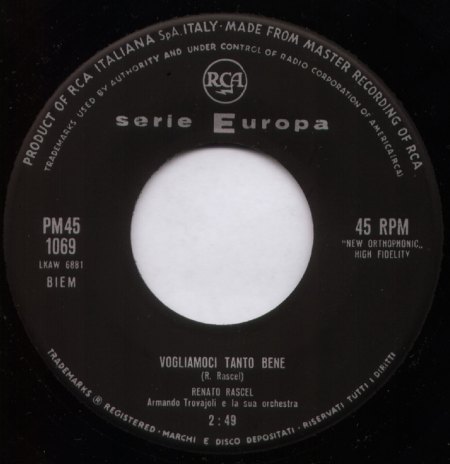 PRODUCT OF RCA ITALIANA SpA. ITALY - MADE FROM MASTER RECORDING OF RCA
TRADEMARKS USED BY AUTHORITY AND UNDER CONTROL OF RADIO CORPORATION OF AMERICA (RCA)
RCA
serie Europa
PM45
1069
LKAW 6881
BIEM
45 RPM
"NEW ORTHOPHONIC"
HIGH FIDELITY
VOGLIAMOCI TANTO BENE
(R. Rascel)
RENATO RASCEL
Armando Trovajoli e la sua orchestra
2:49
TRADEMARKS ® REGISTERED - MARCHI E DISCO DEPOSITATI - RISERVATI TUTTI I DIRITTI